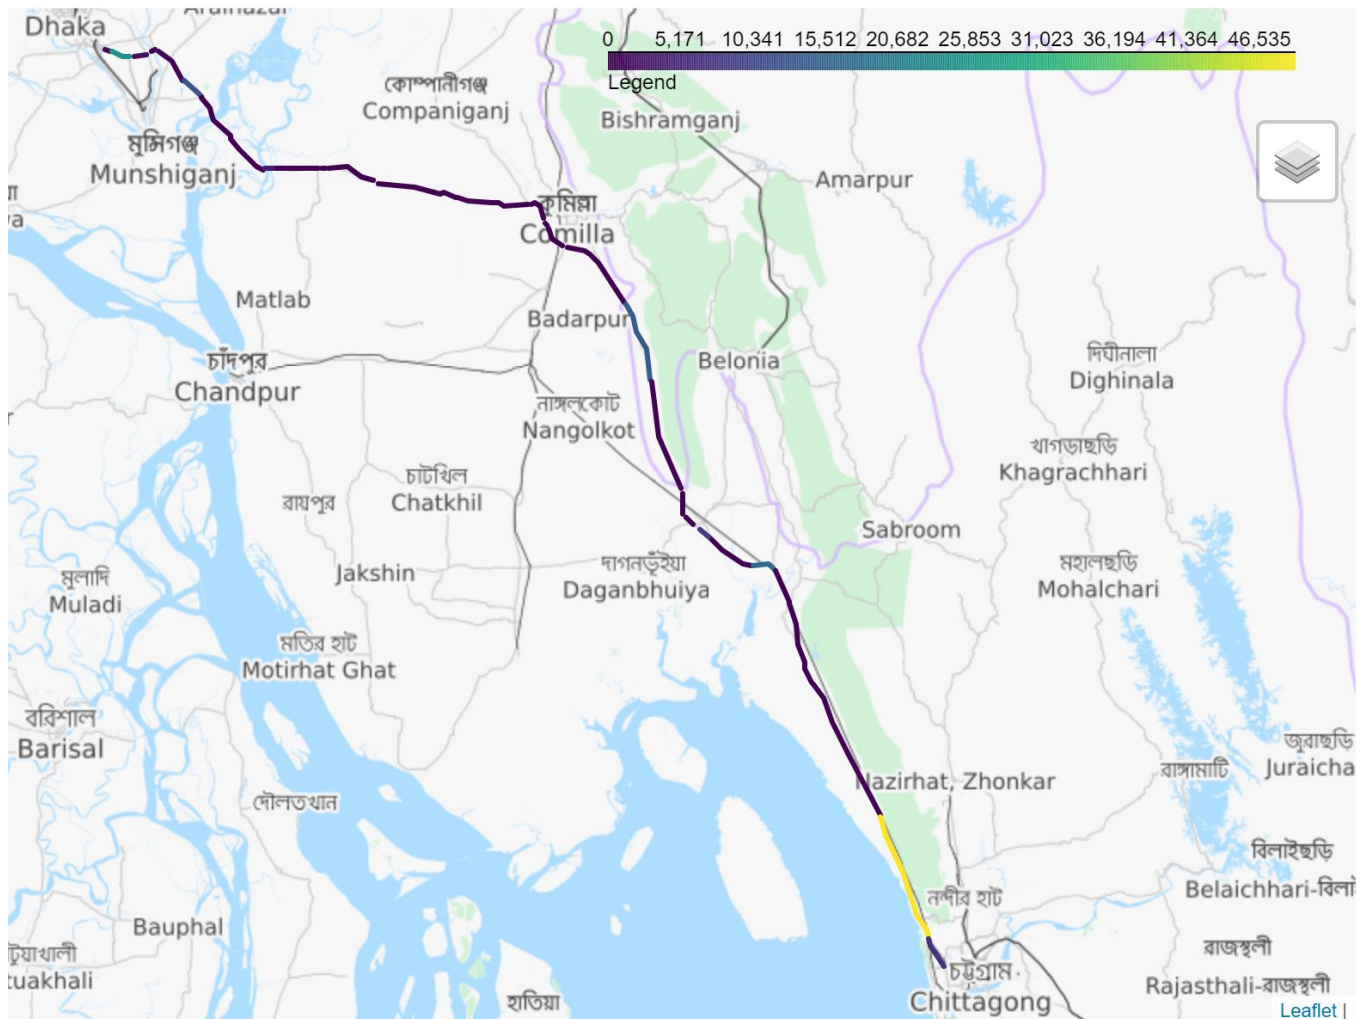 Dhaka
0 5,171 10,341 15,512 20,682 25,853 31,023 36,194 41,364 46,535
Legend
কোম্পানীগঞ্জ
Companiganj
Bishramganj
মুন্সিগঞ্জ
Munshiganj
Amarpur
কুমিল্লা
Comilla
Matlab
Badarpur
চাঁদপুর
Chandpur
Belonia
দিঘীনালা
Dighinala
নাঙ্গলকোট
Nangolkot
খাগড়াছড়ি
Khagrachhari
চাটখিল
Chatkhil
রায়পুর
Sabroom
মুলাদি
Muladi
Jakshin
দাগনভূঁইয়া
Daganbhuiya
মহালছড়ি
Mohalchari
মতির হাট
Motirhat Ghat
বরিশাল
Barisal
জুরাছড়ি
Juraicha
Nazirhat, Zhonkar
রাঙ্গামাটি
দৌলতখান
বিলাইছড়ি
Belaichhari-বিলাই
নন্দীর হাট
Bauphal
টুয়াখালী
tuakhali
রাজস্থলী
Rajasthali-রাজস্থলী
চট্টগ্রাম
Chittagong
হাতিয়া
Leaflet |